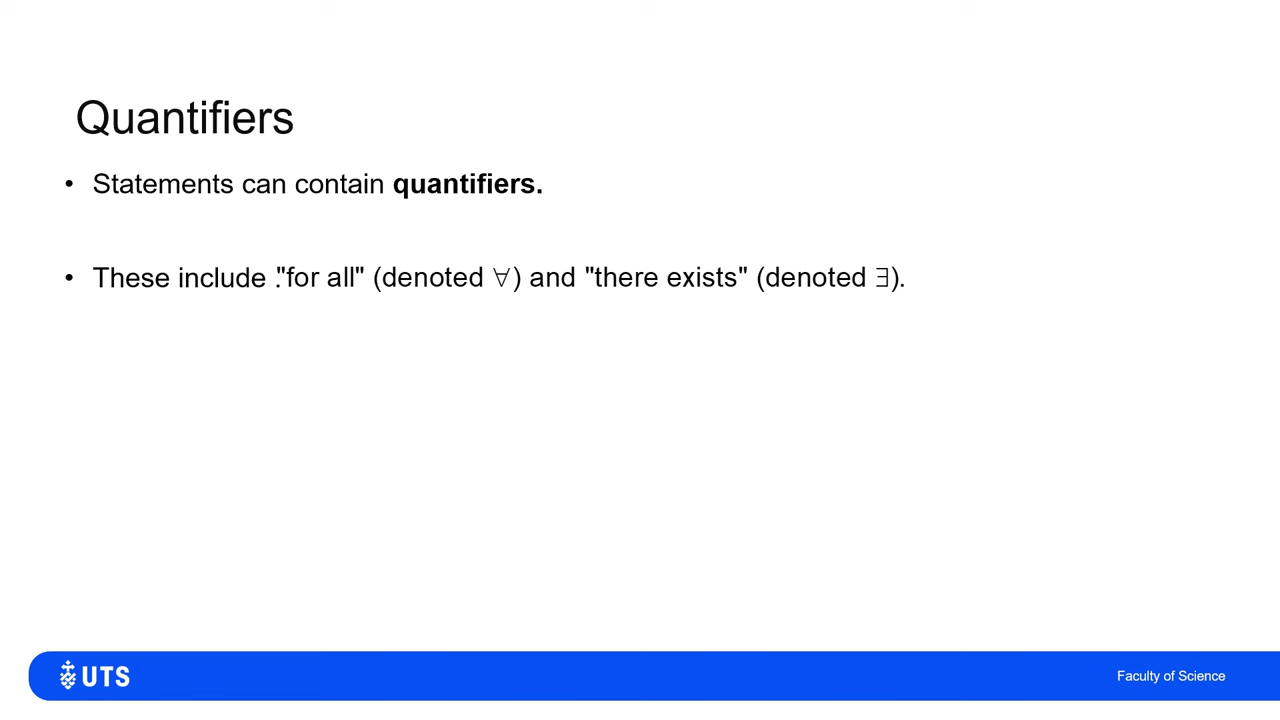 Quantifiers
• Statements can contain quantifiers.
• These include ."for all" (denoted ∀) and "there exists" (denoted ∃).
UTS
Faculty of Science